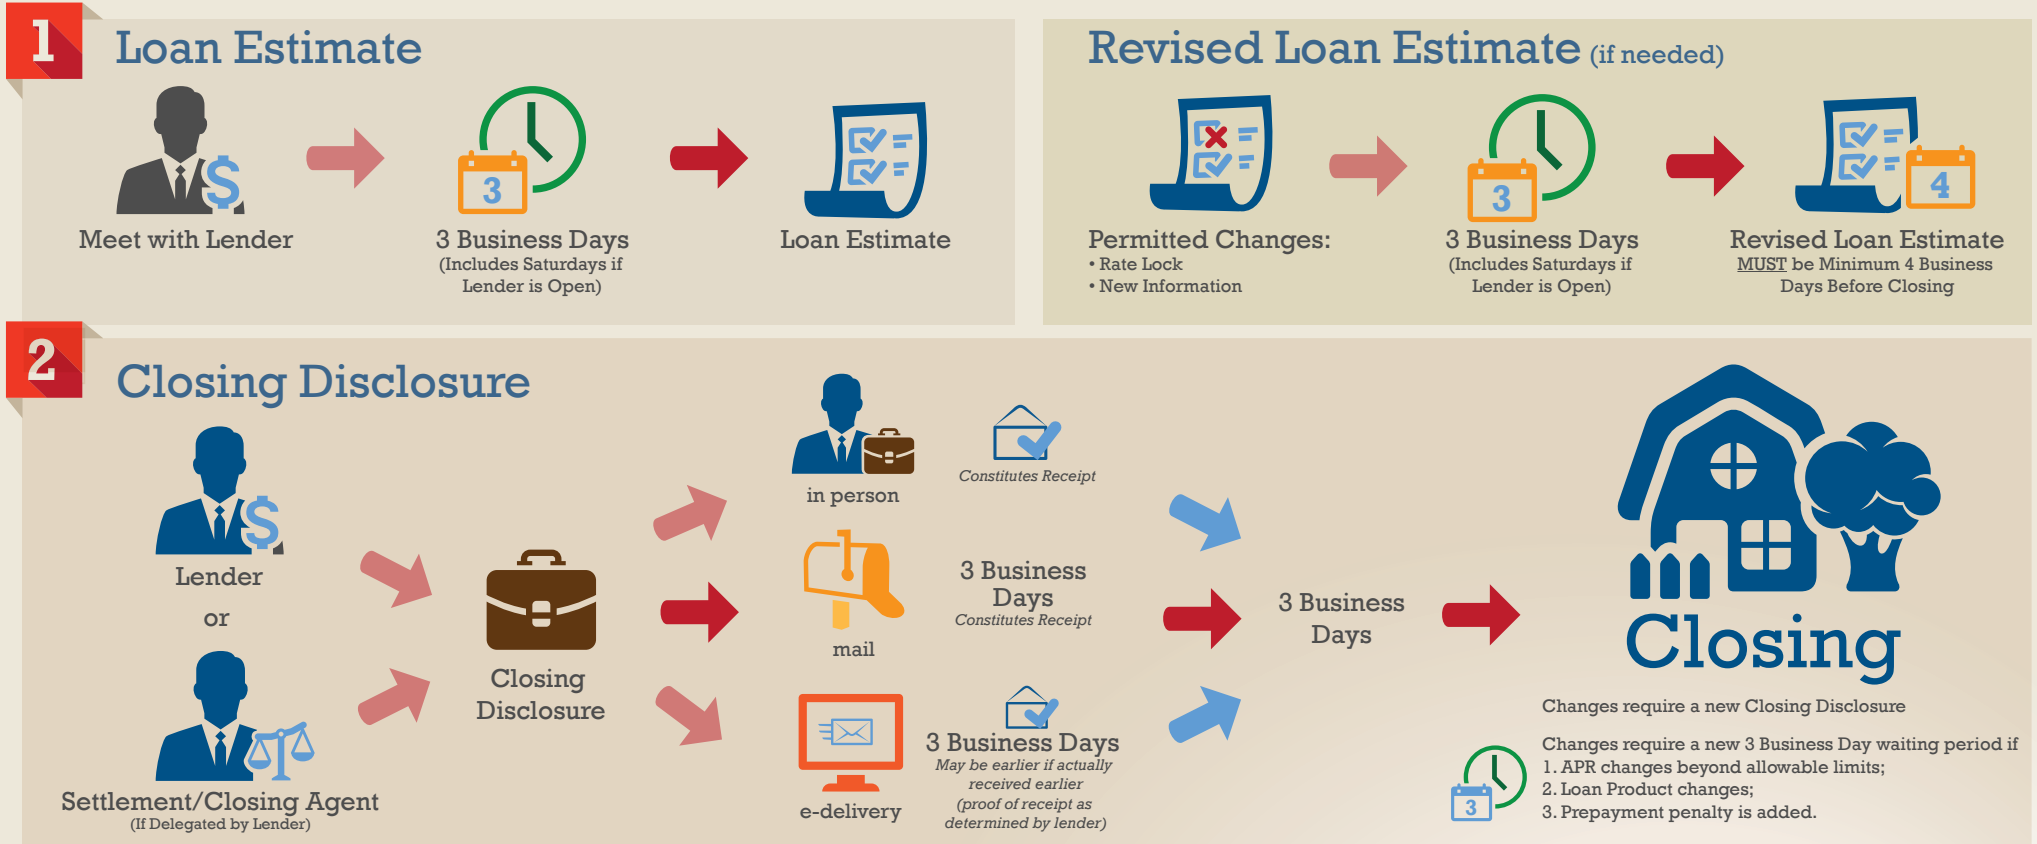 1
Loan Estimate
3
Meet with Lender
3 Business Days
(Includes Saturdays if
Lender is Open)
Loan Estimate
Revised Loan Estimate (if needed)
3
4
Permitted Changes:
• Rate Lock
• New Information
3 Business Days
(Includes Saturdays if
Lender is Open)
Revised Loan Estimate
MUST be Minimum 4 Business
Days Before Closing
2
Closing Disclosure
$
Lender
or
Settlement/Closing Agent
(If Delegated by Lender)
Closing
Disclosure
in person
Constitutes Receipt
mail
3 Business
Days
Constitutes Receipt
e-delivery
3 Business Days
May be earlier if actually
received earlier
(proof of receipt as
determined by lender)
3 Business
Days
Closing
Changes require a new Closing Disclosure
3
Changes require a new 3 Business Day waiting period if
1. APR changes beyond allowable limits;
2. Loan Product changes;
3. Prepayment penalty is added.